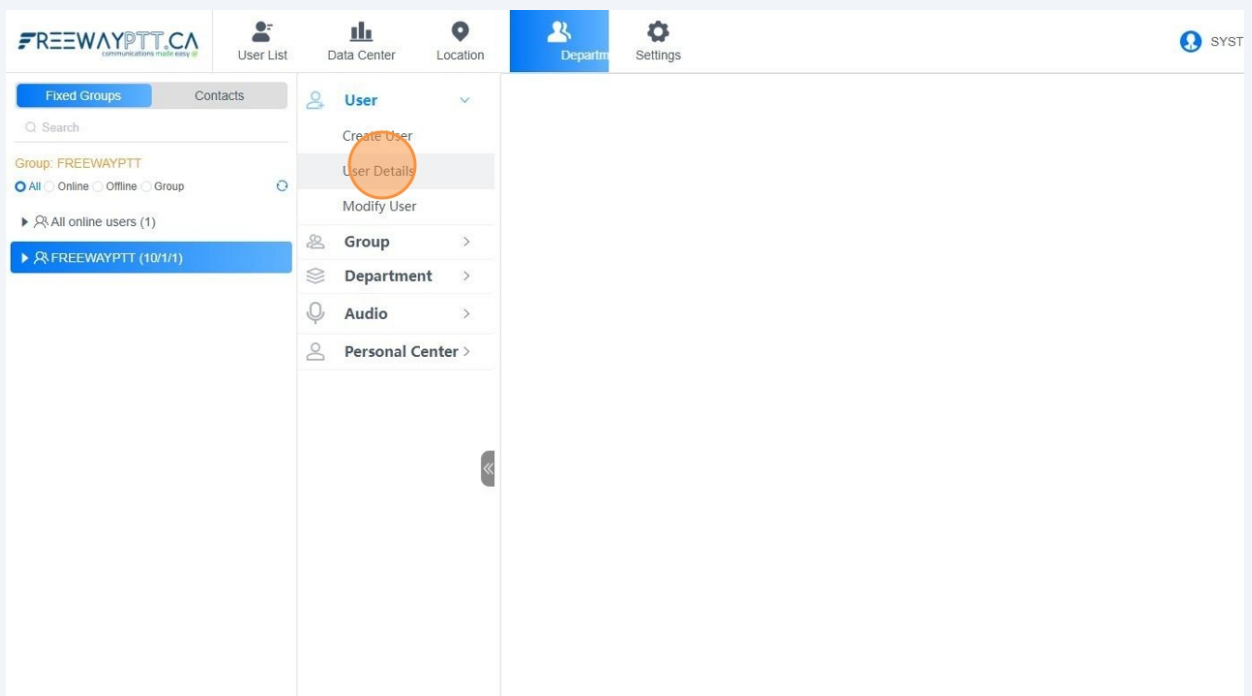 FREEWAYPTT.CA
communications made easy
User List
Data Center
Location
Departm
Settings
SYST
Fixed Groups
Contacts
Search
Group: FREEWAYPTT
All Online Offline Group
All online users (1)
FREEWAYPTT (10/1/1)
User
Create User
User Details
Modify User
Group
Department
Audio
Personal Center